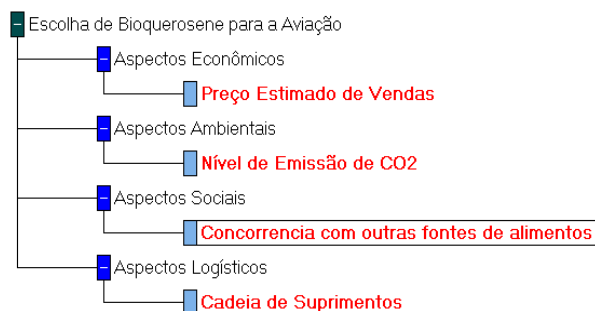 Escolha de Bioquerosene para a Aviação
Aspectos Econômicos
Preço Estimado de Vendas
Aspectos Ambientais
Nível de Emissão de CO2
Aspectos Sociais
Concorrencia com outras fontes de alimentos
Aspectos Logísticos
Cadeia de Suprimentos